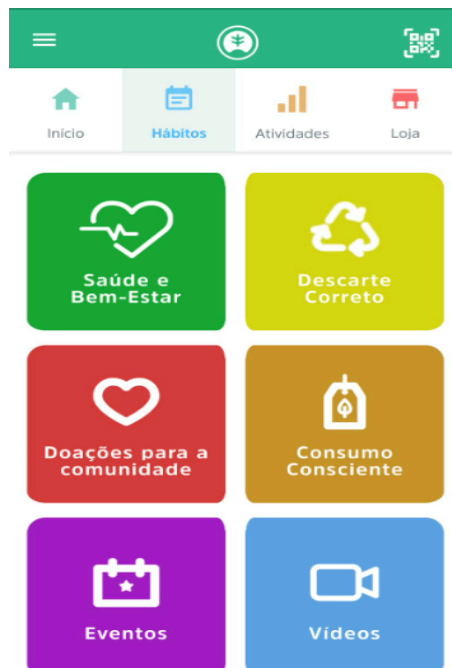 Início
Hábitos
Atividades
Loja
Saúde e
Bem-Estar
Descarte
Correto
Doações para a
comunidade
Consumo
Consciente
Eventos
Vídeos